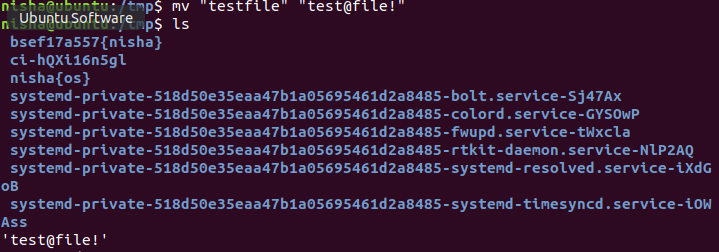 nisha@ubuntu:/tmp$ mv "testfile" "test@file!"
Ubuntu Software
nisha@ubuntu:/tmp$ ls
bsef17a557{nisha}
ci-hQXi16n5gl
nisha{os}
systemd-private-518d50e35eaa47b1a05695461d2a8485-bolt.service-Sj47Ax
systemd-private-518d50e35eaa47b1a05695461d2a8485-colord.service-GYSOwP
systemd-private-518d50e35eaa47b1a05695461d2a8485-fwupd.service-tWxcla
systemd-private-518d50e35eaa47b1a05695461d2a8485-rtkit-daemon.service-NlP2AQ
systemd-private-518d50e35eaa47b1a05695461d2a8485-systemd-resolved.service-iXdG
oB
systemd-private-518d50e35eaa47b1a05695461d2a8485-systemd-timesyncd.service-iOW
Ass
'test@file!'